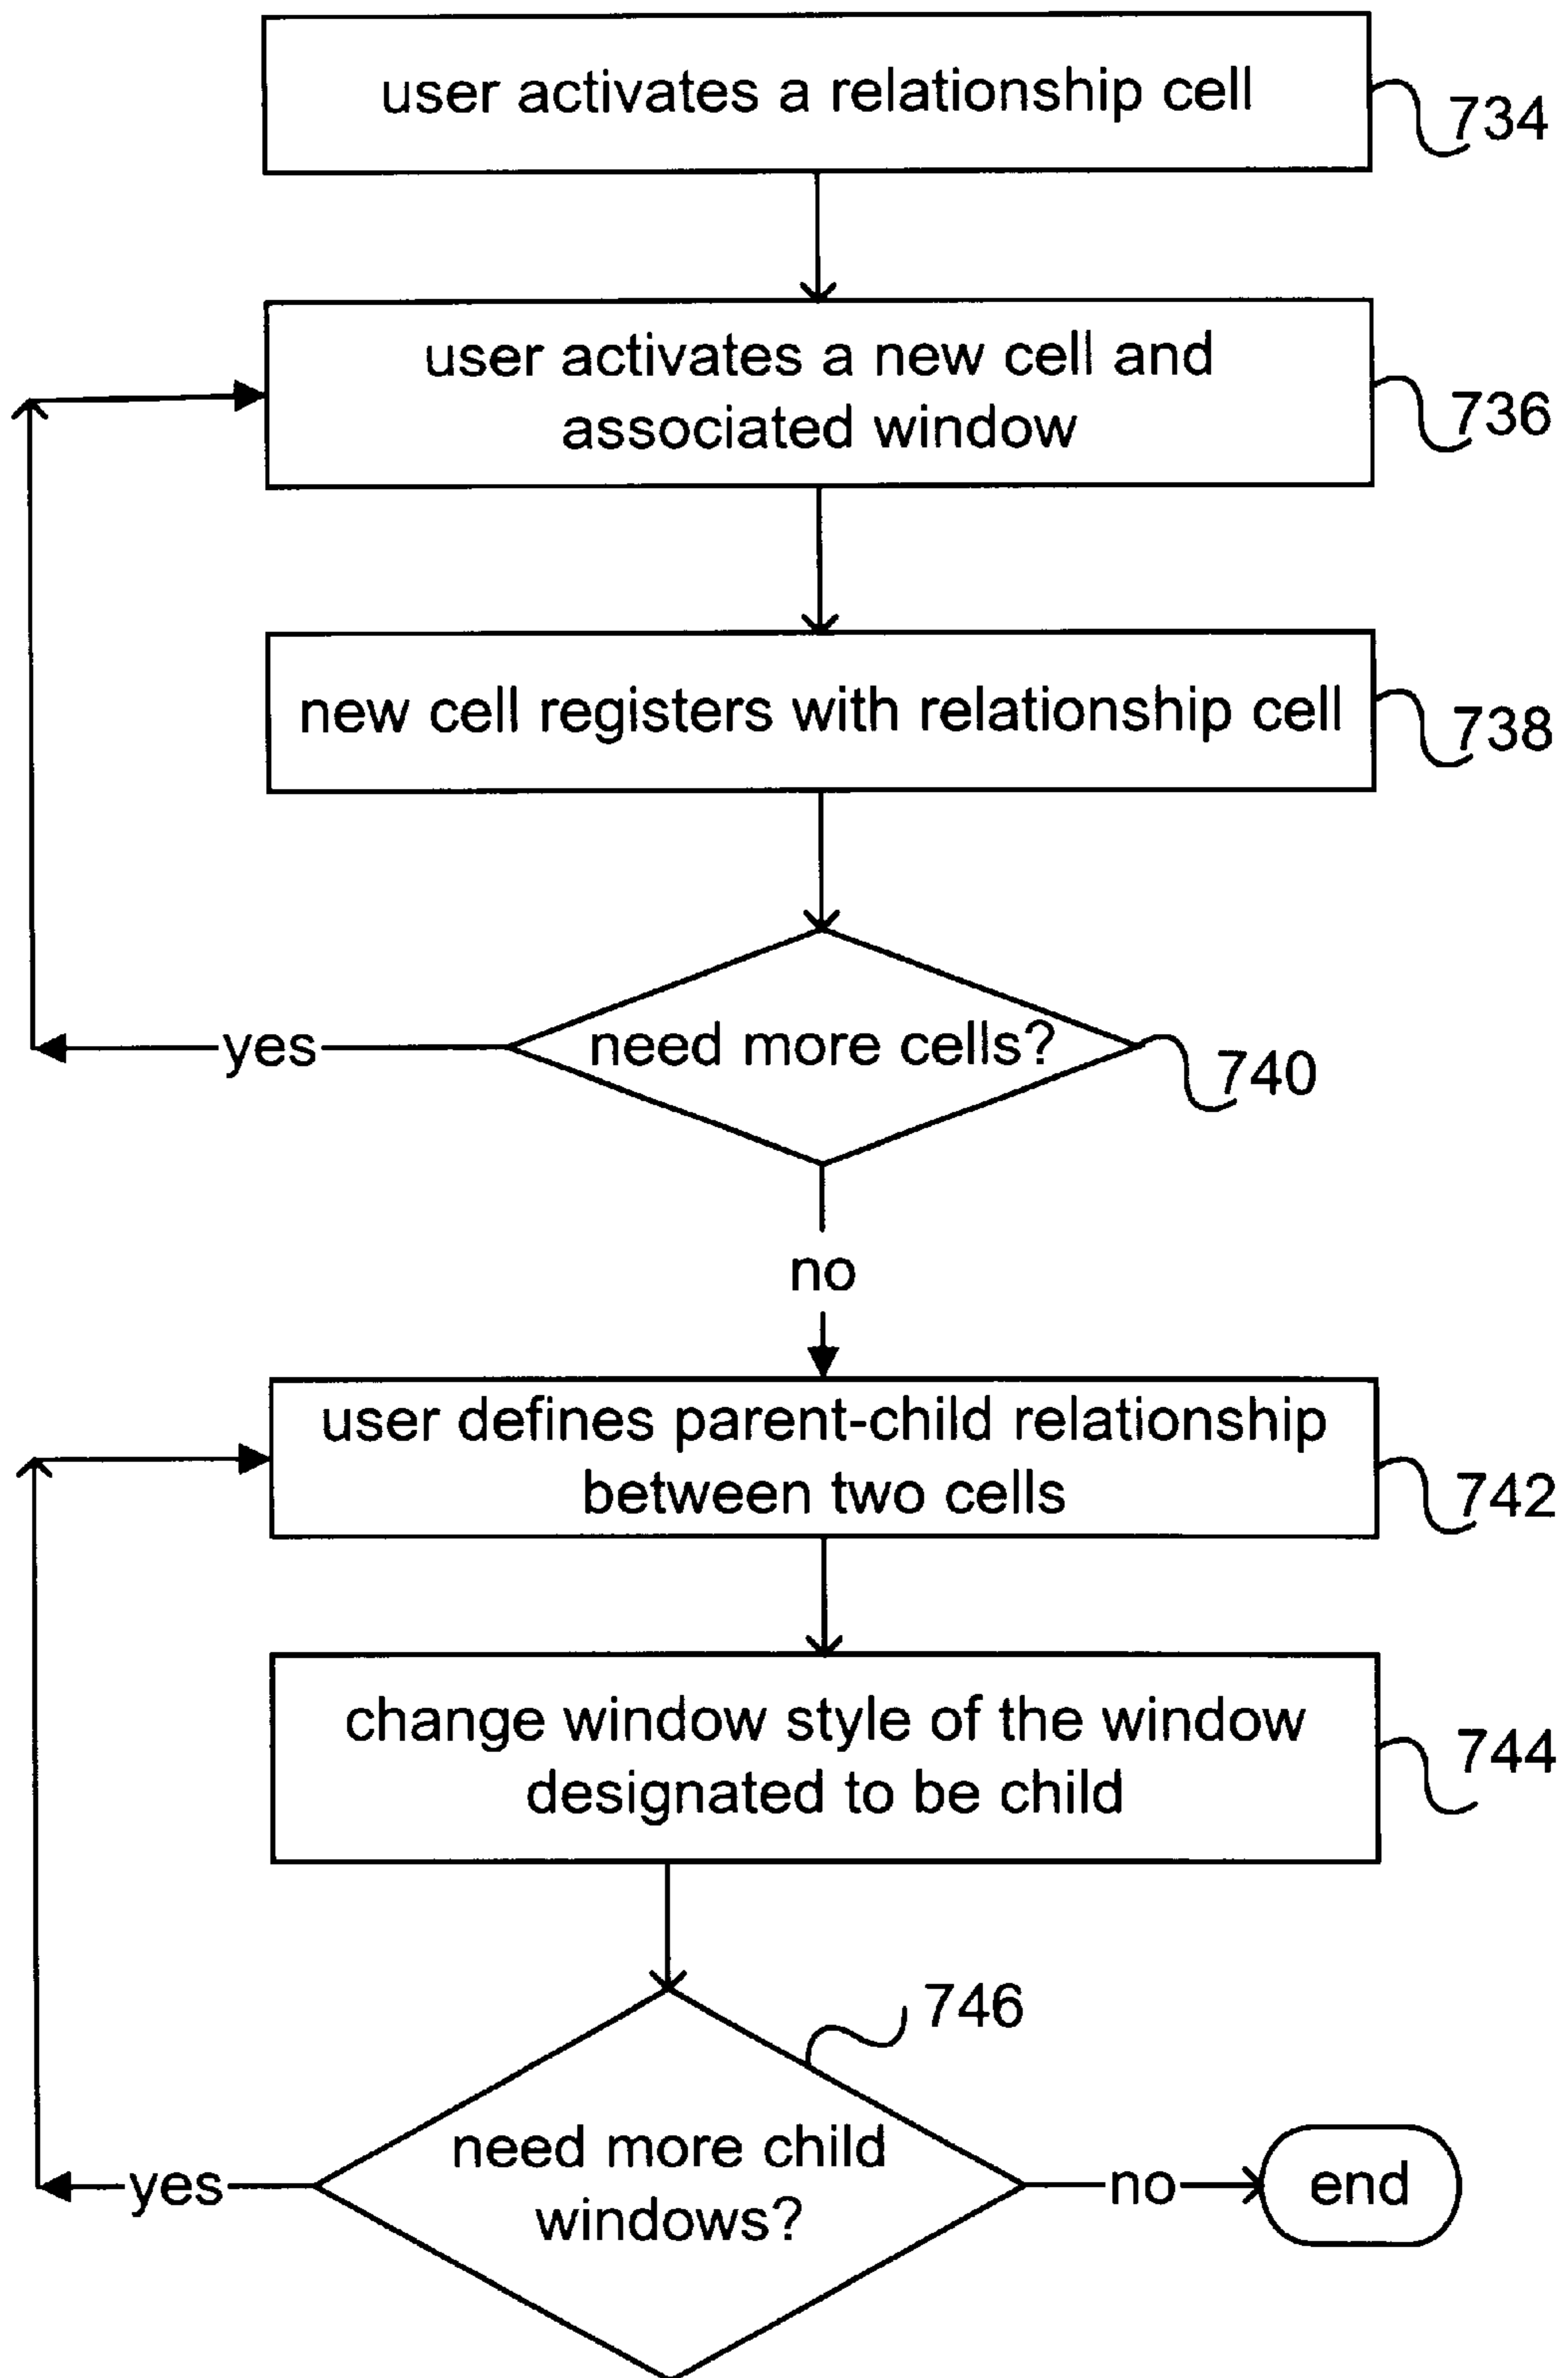 user activates a relationship cell
734
user activates a new cell and
associated window
736
new cell registers with relationship cell
738
need more cells?
yes
740
no
user defines parent-child relationship
between two cells
742
change window style of the window
designated to be child
744
746
need more child
windows?
yes
no
end